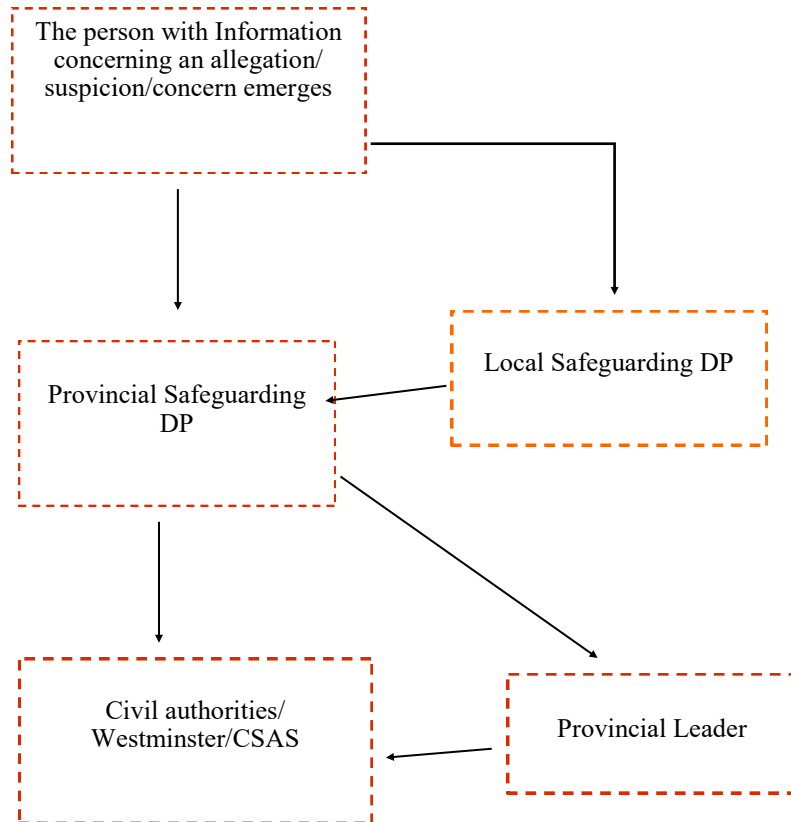 The person with Information
concerning an allegation/
suspicion/concern emerges
Local Safeguarding DP
Provincial Safeguarding
DP
Civil authorities/
Westminster/CSAS
Provincial Leader